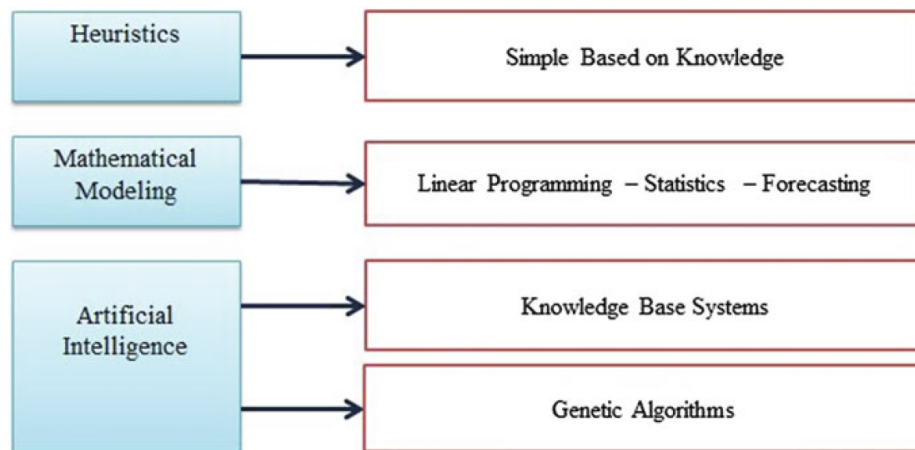 Heuristics
Simple Based on Knowledge
Mathematical
Modeling
Linear Programming – Statistics – Forecasting
Artificial
Intelligence
Knowledge Base Systems
Genetic Algorithms